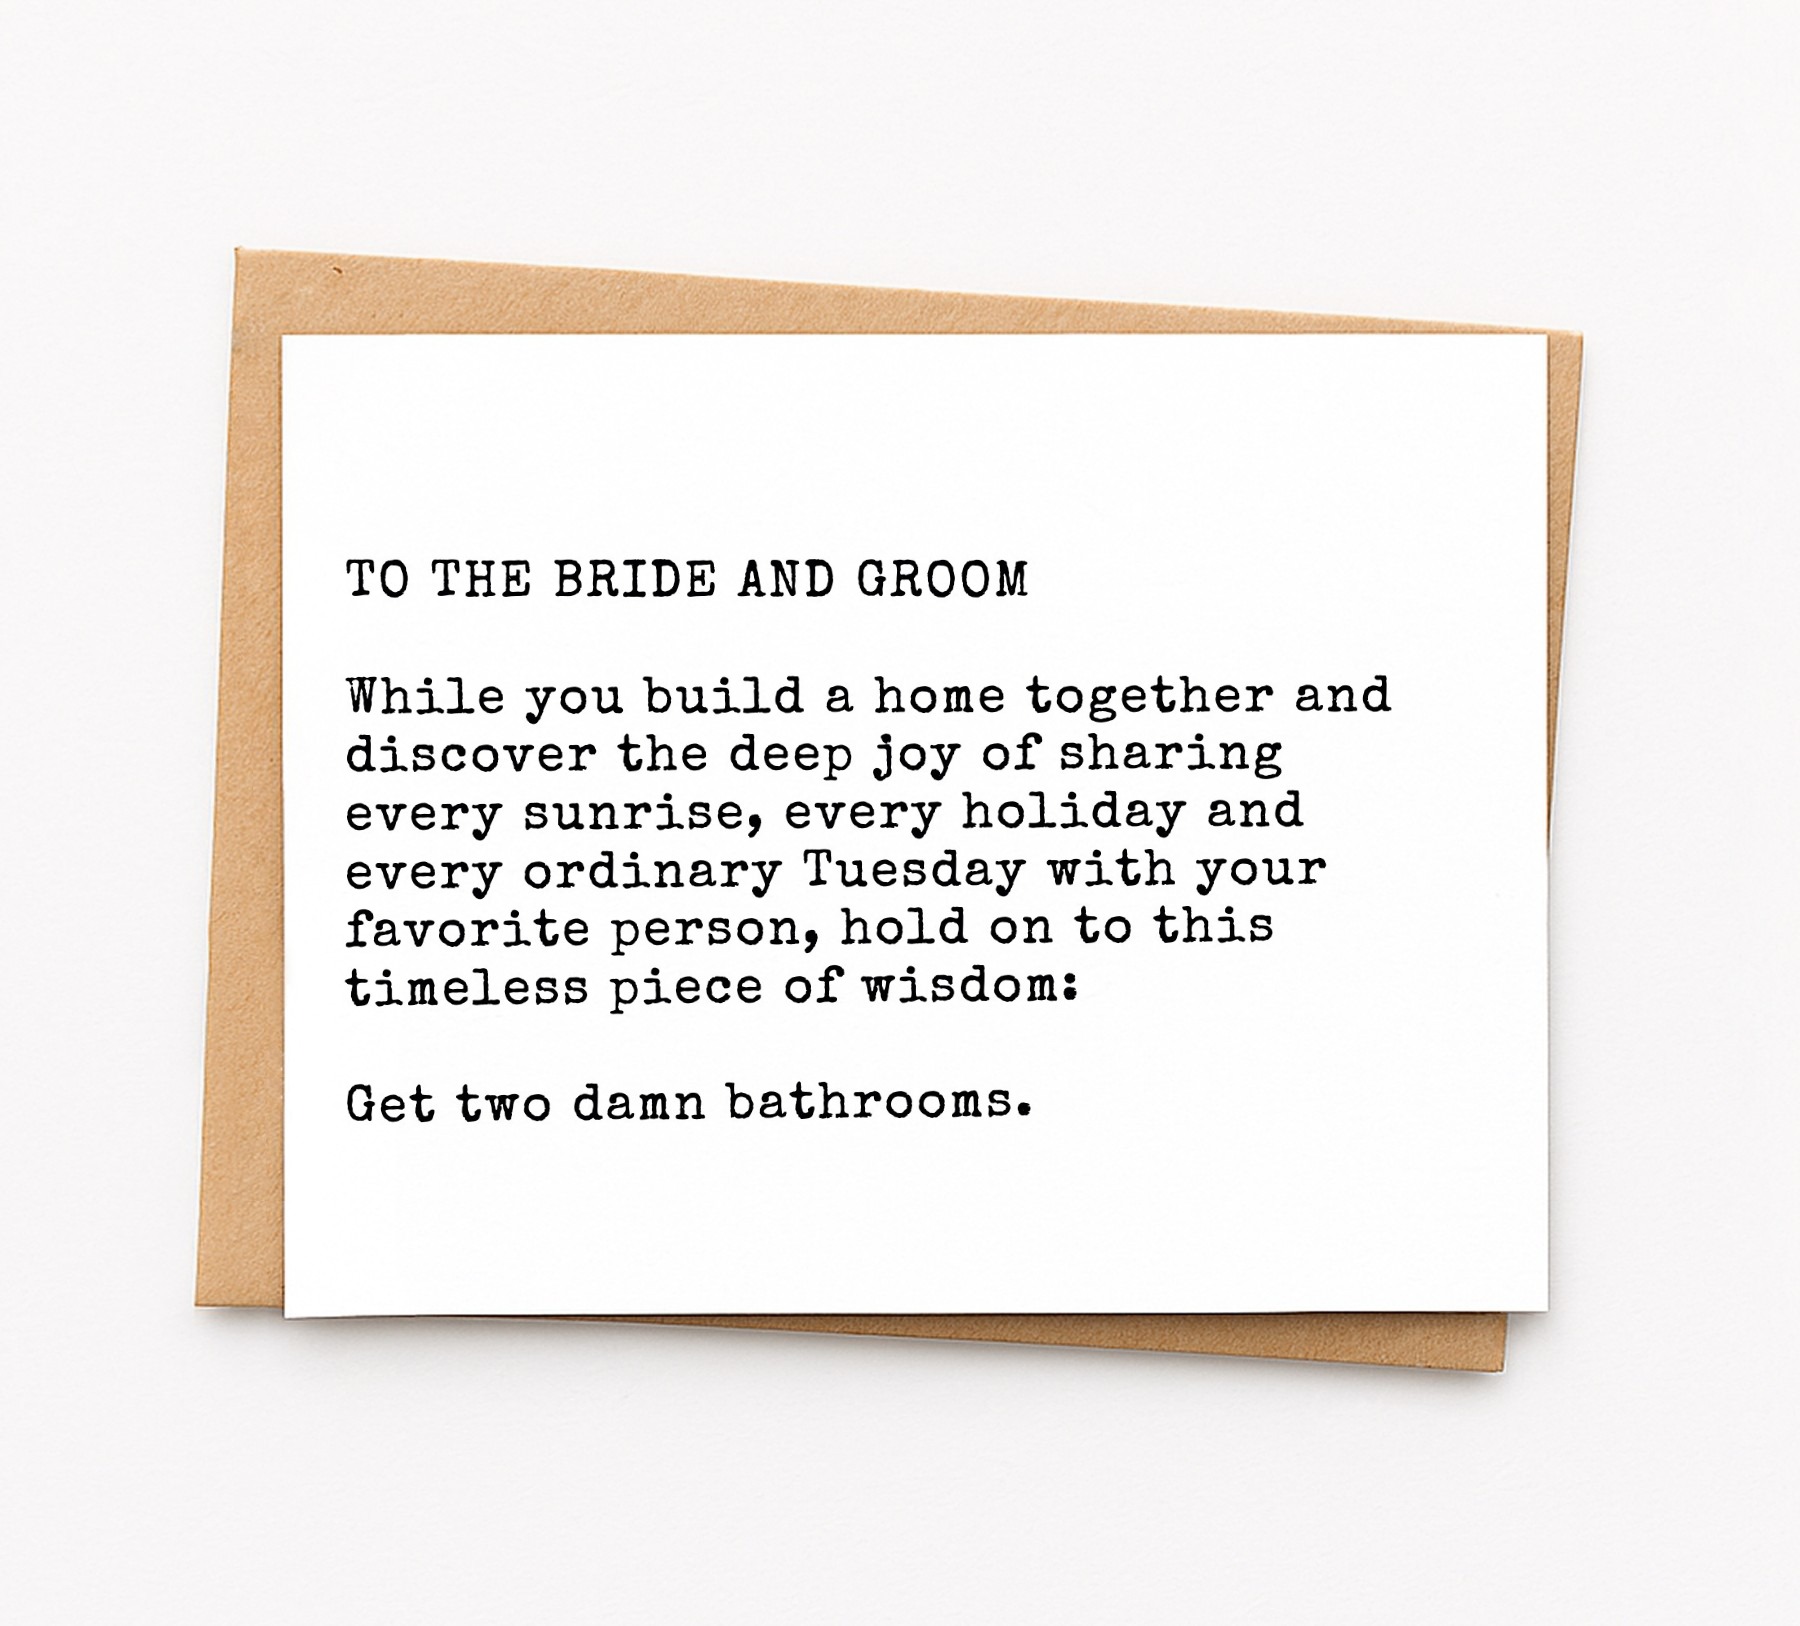 TO THE BRIDE AND GROOM
While you build a home together and
discover the deep joy of sharing
every sunrise, every holiday and
every ordinary Tuesday with your
favorite person, hold on to this
timeless piece of wisdom:
Get two damn bathrooms.